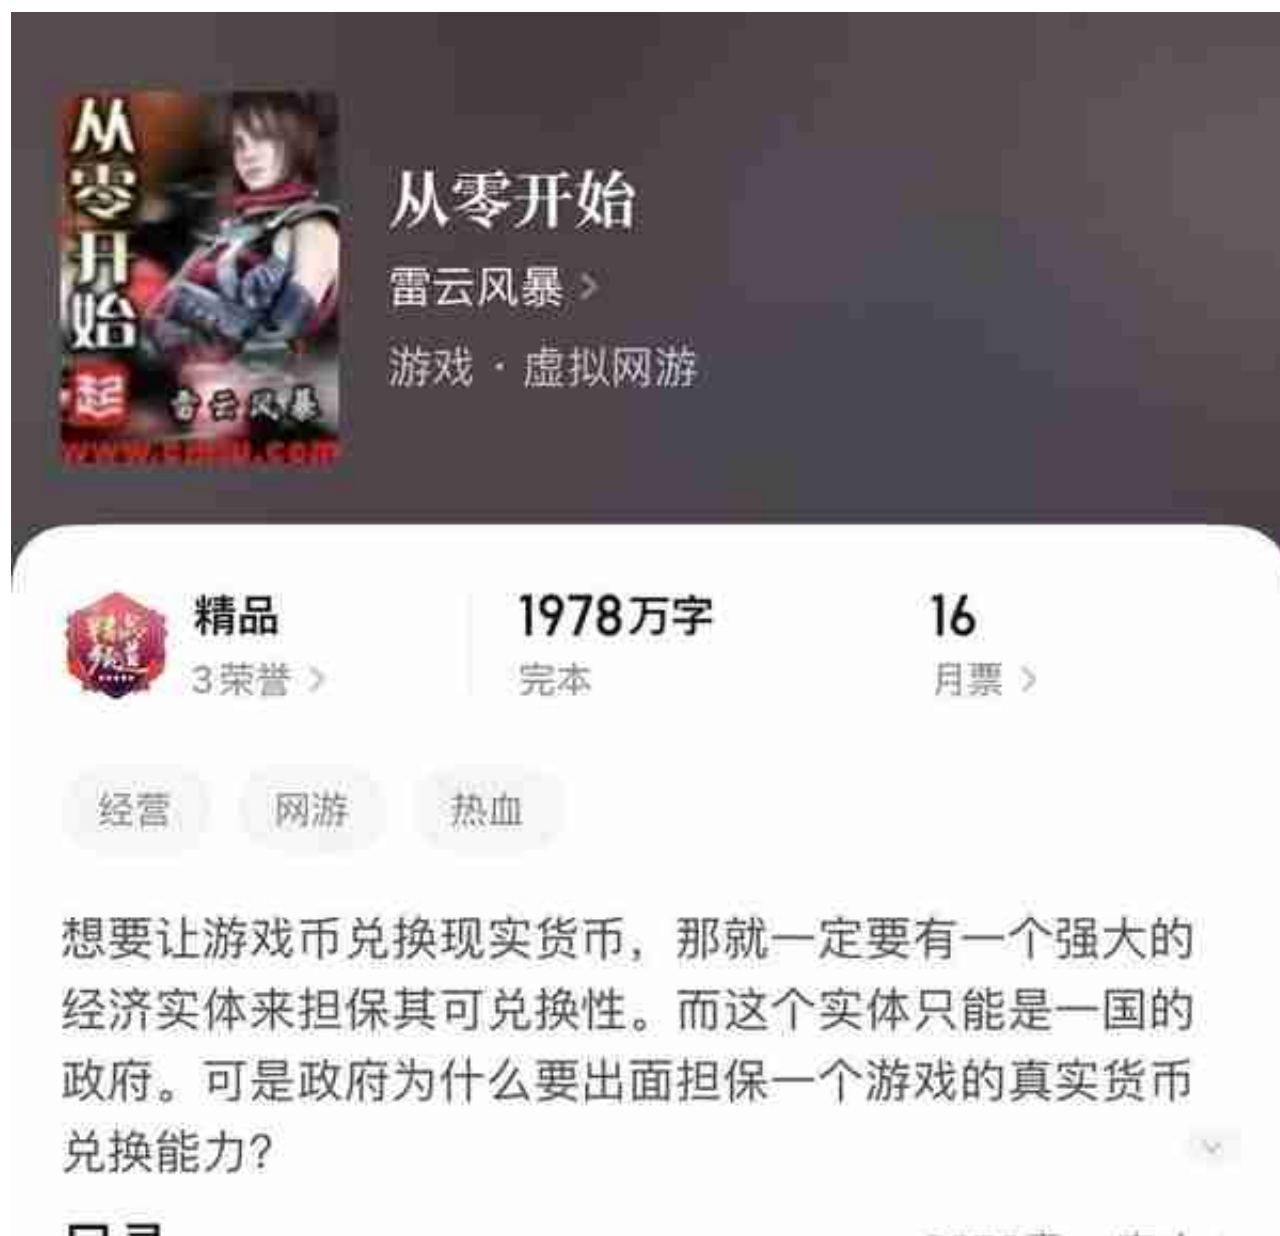 从零开始
雷云风暴
从零开始
雷云风暴
游戏·虚拟网游
精品
3荣誉
1978万字
完本
16
月票
经营
网游
热血
想要让游戏币兑换现实货币，那就一定要有一个强大的
经济实体来担保其可兑换性。而这个实体只能是一国的
政府。可是政府为什么要出面担保一个游戏的真实货币
兑换能力？